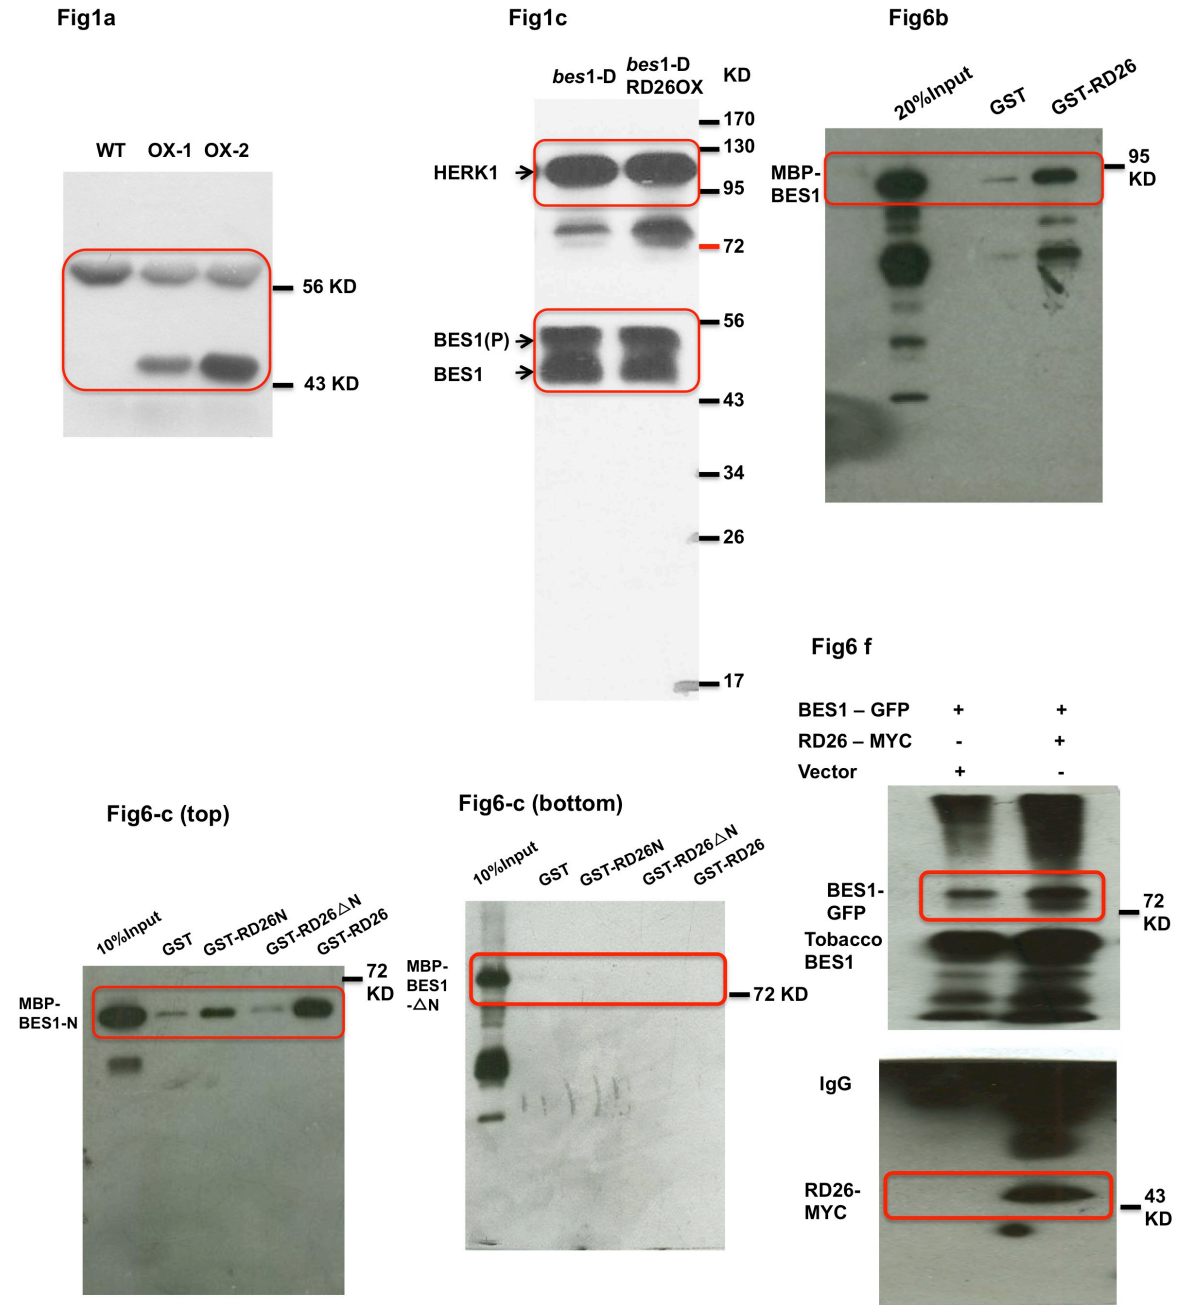 Fig1a
WT OX-1 OX-2
56 KD
43 KD
Fig1c
bes1-D
bes1-D
RD26OX
KD
HERK1
BES1(P)
BES1
170
130
95
72
56
43
34
26
17
Fig6b
20%Input
GST
GST-RD26
MBP-
BES1
95
KD
Fig6-c (top)
10%Input
GST
GST-RD26N
GST-RD26△N
GST-RD26
MBP-
BES1-N
72
KD
Fig6-c (bottom)
10%Input
GST
GST-RD26N
GST-RD26△N
GST-RD26
MBP-
BES1
-△N
72 KD
Fig6 f
BES1 – GFP + +
RD26 – MYC - +
Vector + -
BES1-
GFP
72
KD
Tobacco
BES1
IgG
RD26-
MYC
43
KD